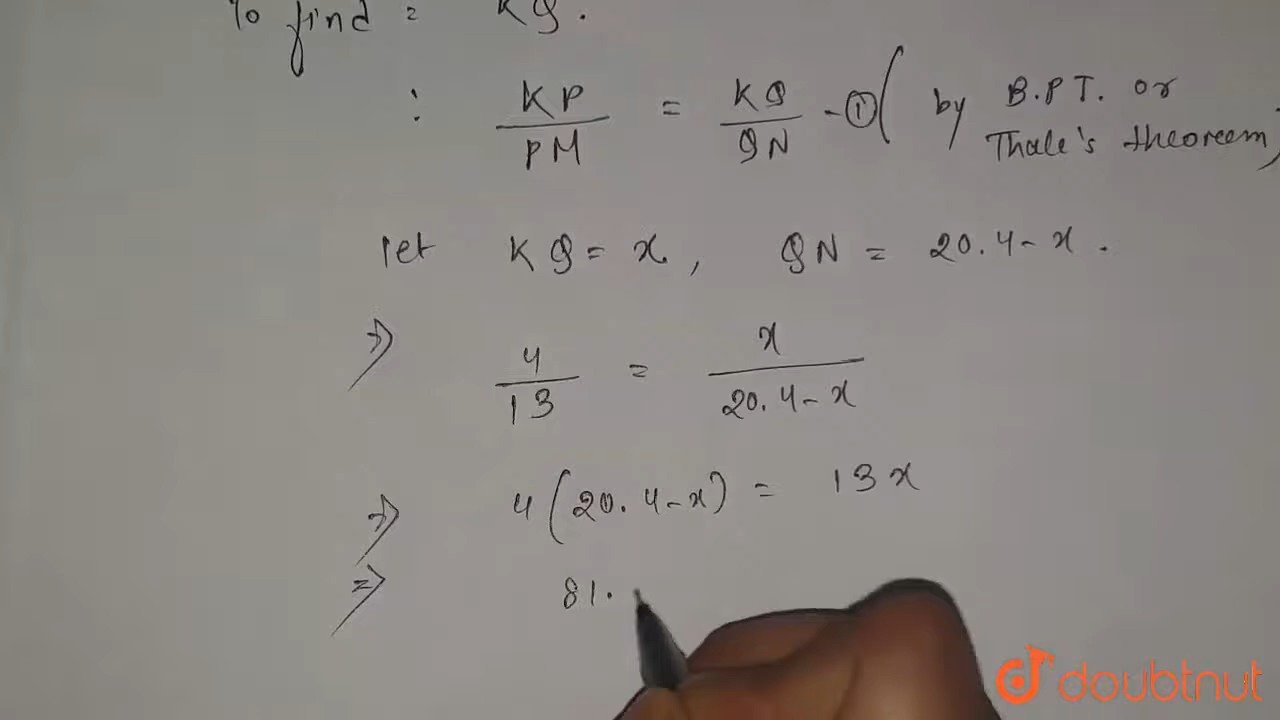 To find = KQ.
: KP/PM = KQ/QN - ① ( by B.P.T. or
Thale's theoreem)
let KQ = x, QN = 20.4 - x.
⇒ 4/13 = x/20.4 - x
⇒ 4(20.4 - x) = 13x
⇒ 81.
doubtnut